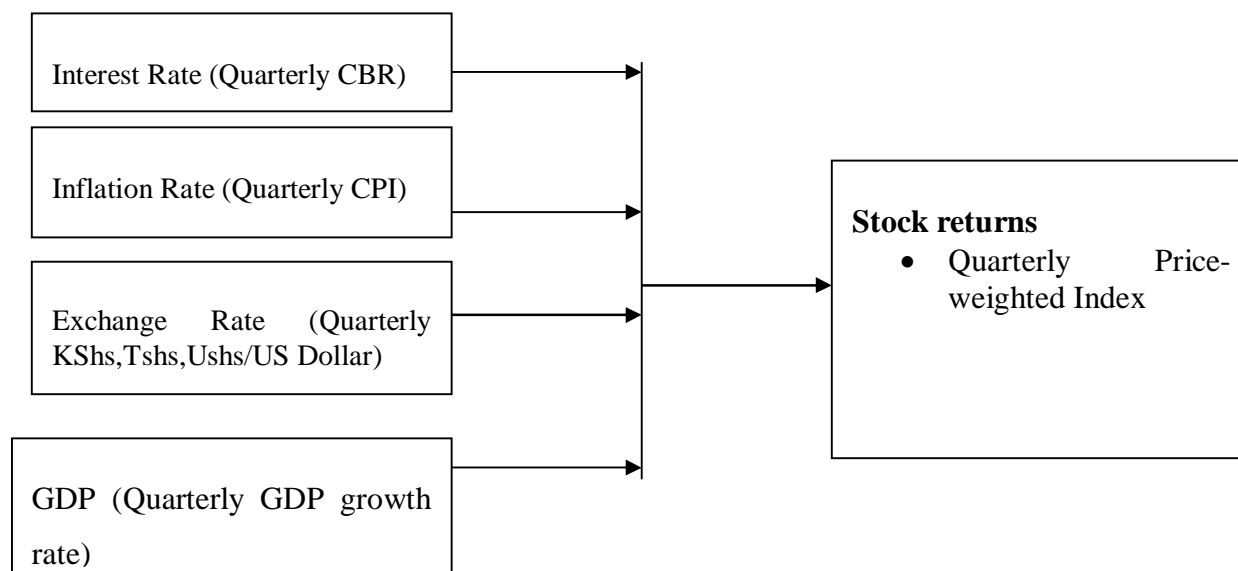 Interest Rate (Quarterly CBR)
Inflation Rate (Quarterly CPI)
Exchange Rate (Quarterly
KShs,Tshs,Ushs/US Dollar)
GDP (Quarterly GDP growth
rate)
Stock returns
• Quarterly Price-
weighted Index